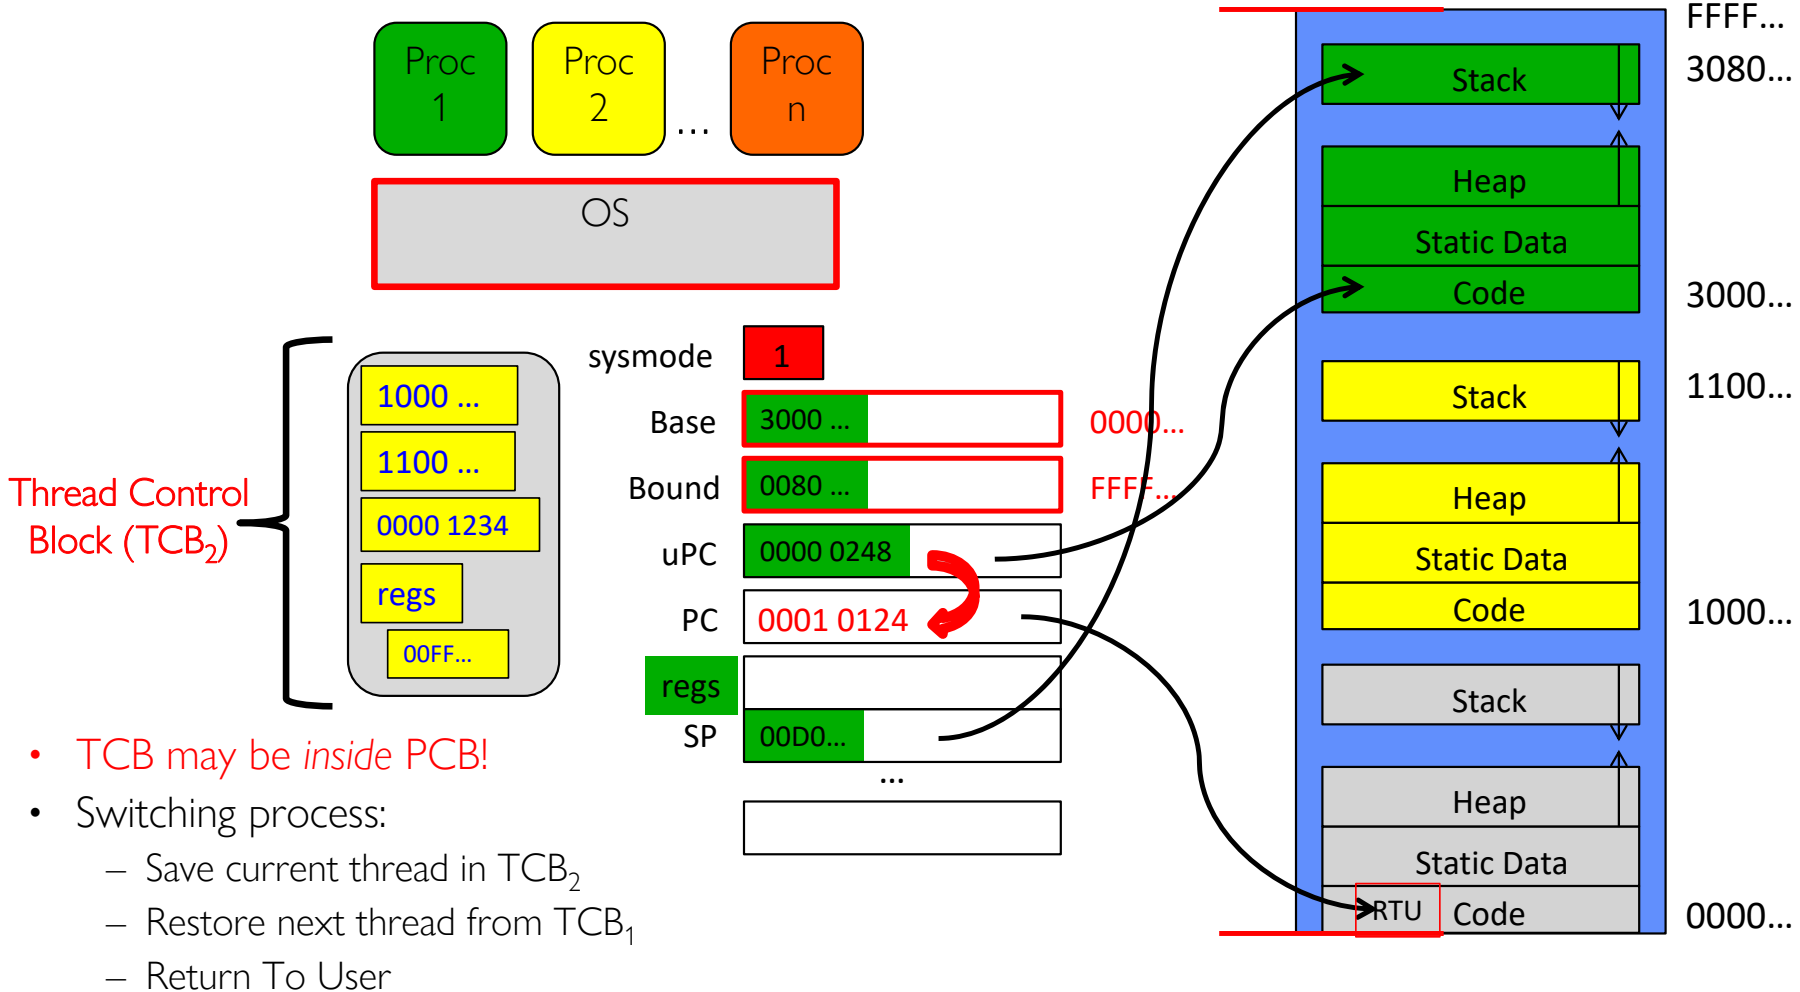 Proc
1
Proc
2
...
Proc
n
OS
Thread Control
Block (TCB₂)
1000 ...
1100 ...
0000 1234
regs
00FF...
sysmode
1
Base
3000 ...
0000...
Bound
0080 ...
FFFF...
uPC
0000 0248
PC
0001 0124
regs
SP
00D0...
...
• TCB may be inside PCB!
• Switching process:
– Save current thread in TCB₂
– Restore next thread from TCB₁
– Return To User
FFFF...
Stack
3080...
Heap
Static Data
Code
3000...
Stack
1100...
Heap
Static Data
Code
1000...
Stack
Heap
Static Data
RTU
Code
0000...